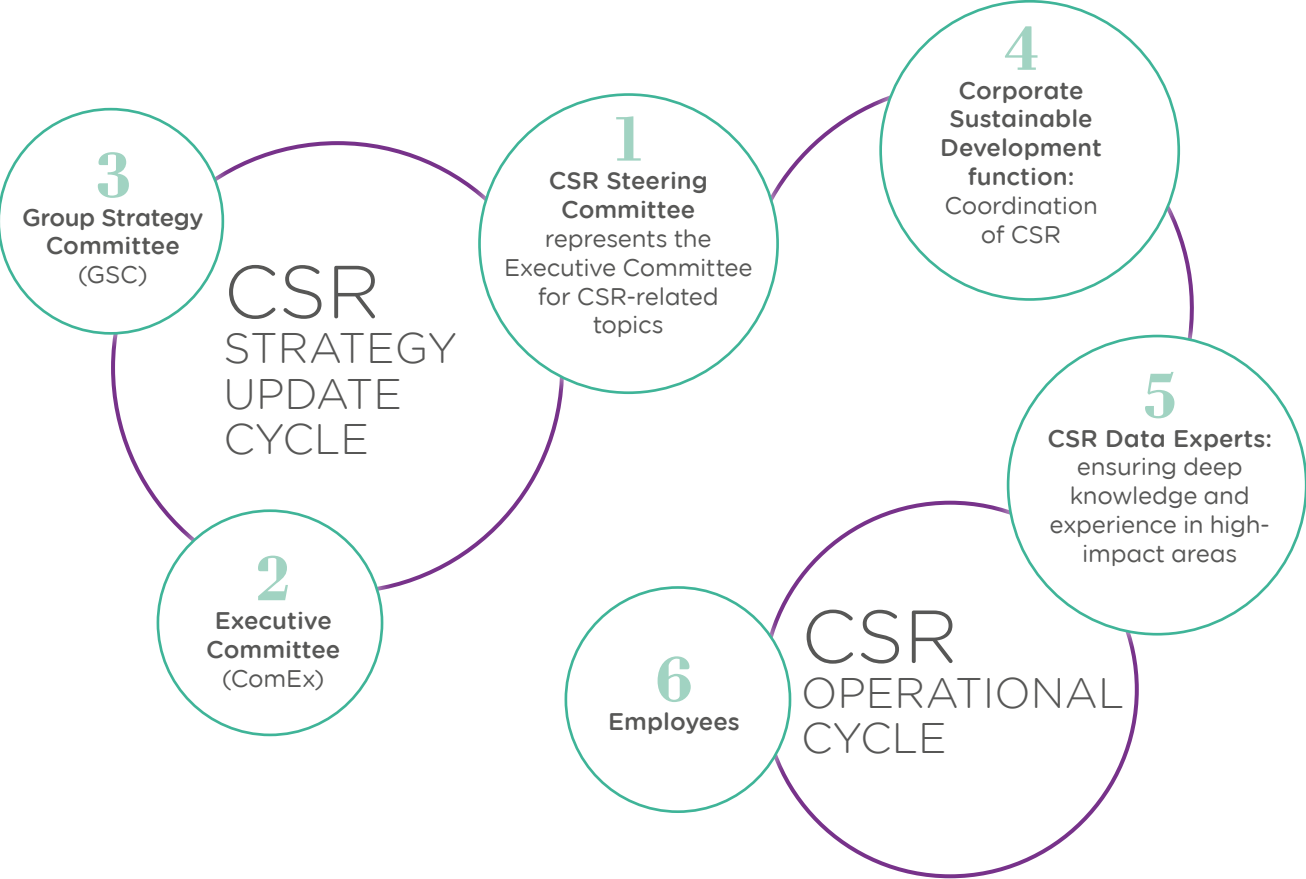 1
CSR Steering
Committee
represents the
Executive Committee
for CSR-related
topics
2
Executive
Committee
(ComEx)
3
Group Strategy
Committee
(GSC)
CSR
STRATEGY
UPDATE
CYCLE
4
Corporate
Sustainable
Development
function:
Coordination
of CSR
5
CSR Data Experts:
ensuring deep
knowledge and
experience in high-
impact areas
6
Employees
CSR
OPERATIONAL
CYCLE